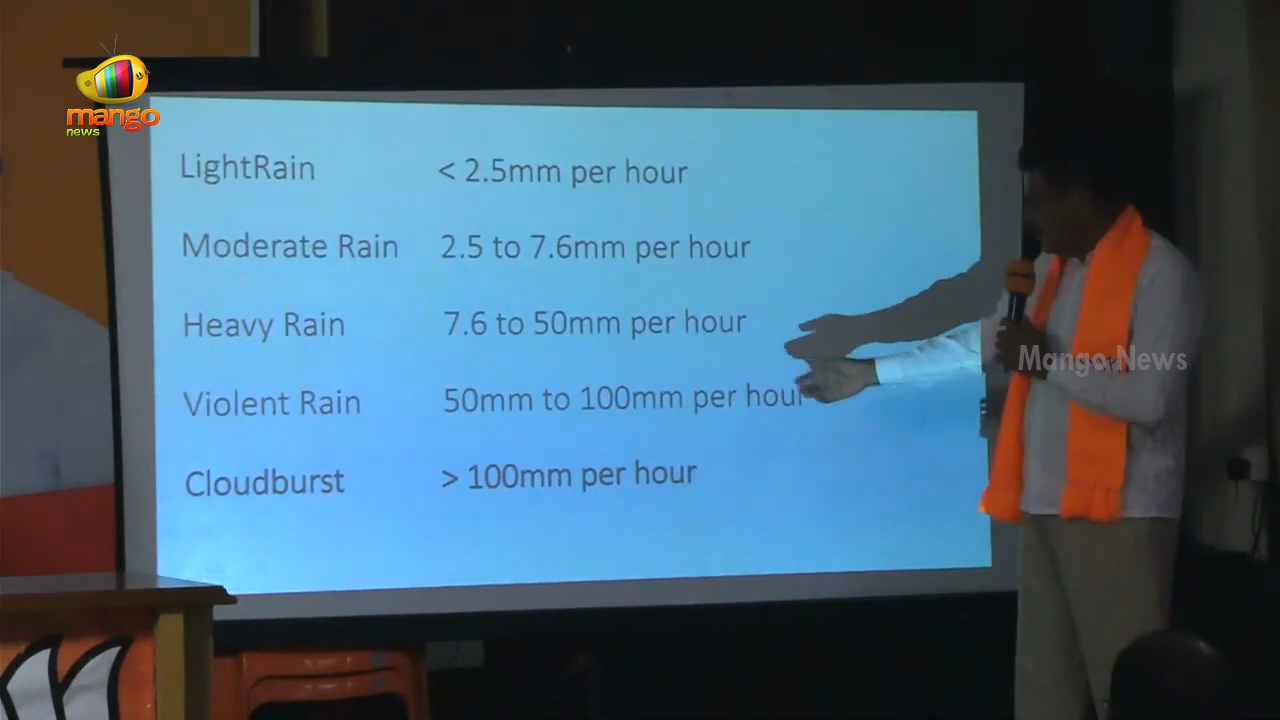 mango
news
LightRain < 2.5mm per hour
Moderate Rain 2.5 to 7.6mm per hour
Heavy Rain 7.6 to 50mm per hour
Mango News
Violent Rain 50mm to 100mm per hour
Cloudburst > 100mm per hour